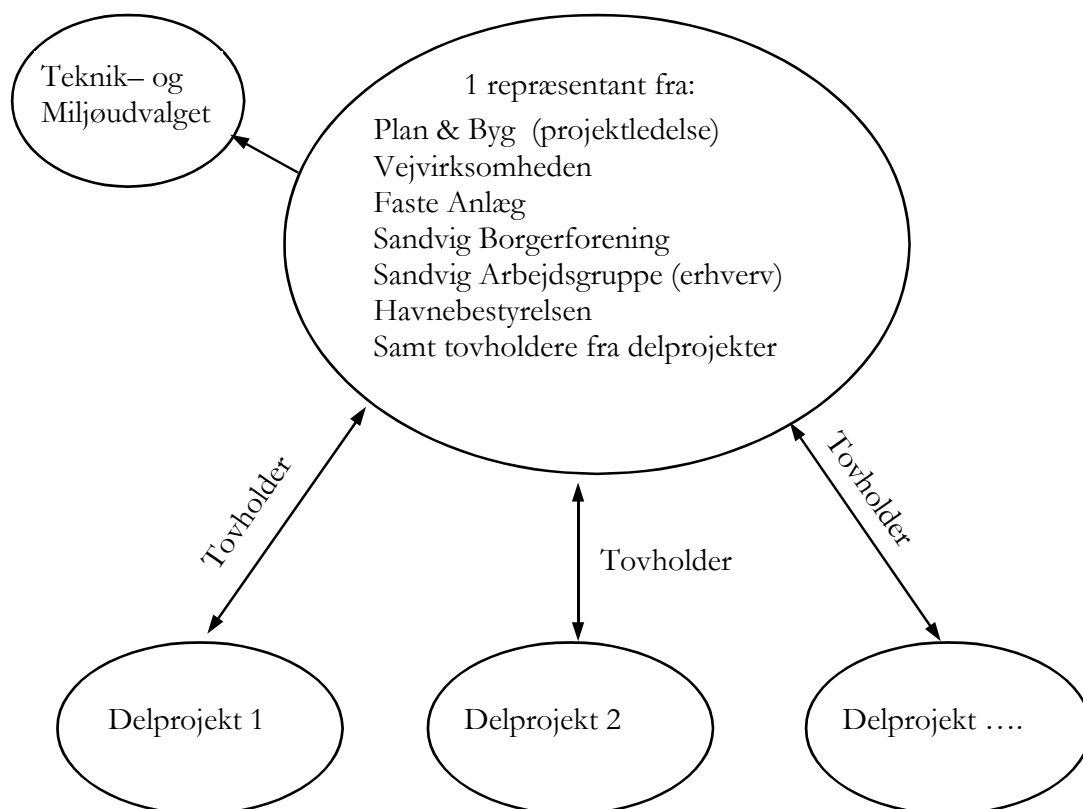 Teknik– og
Miljøudvalget
1 repræsentant fra:
Plan & Byg  (projektledelse)
Vejvirksomheden
Faste Anlæg
Sandvig Borgerforening
Sandvig Arbejdsgruppe (erhverv)
Havnebestyrelsen
Samt tovholdere fra delprojekter
Tovholder
Tovholder
Tovholder
Delprojekt 1
Delprojekt 2
Delprojekt ….